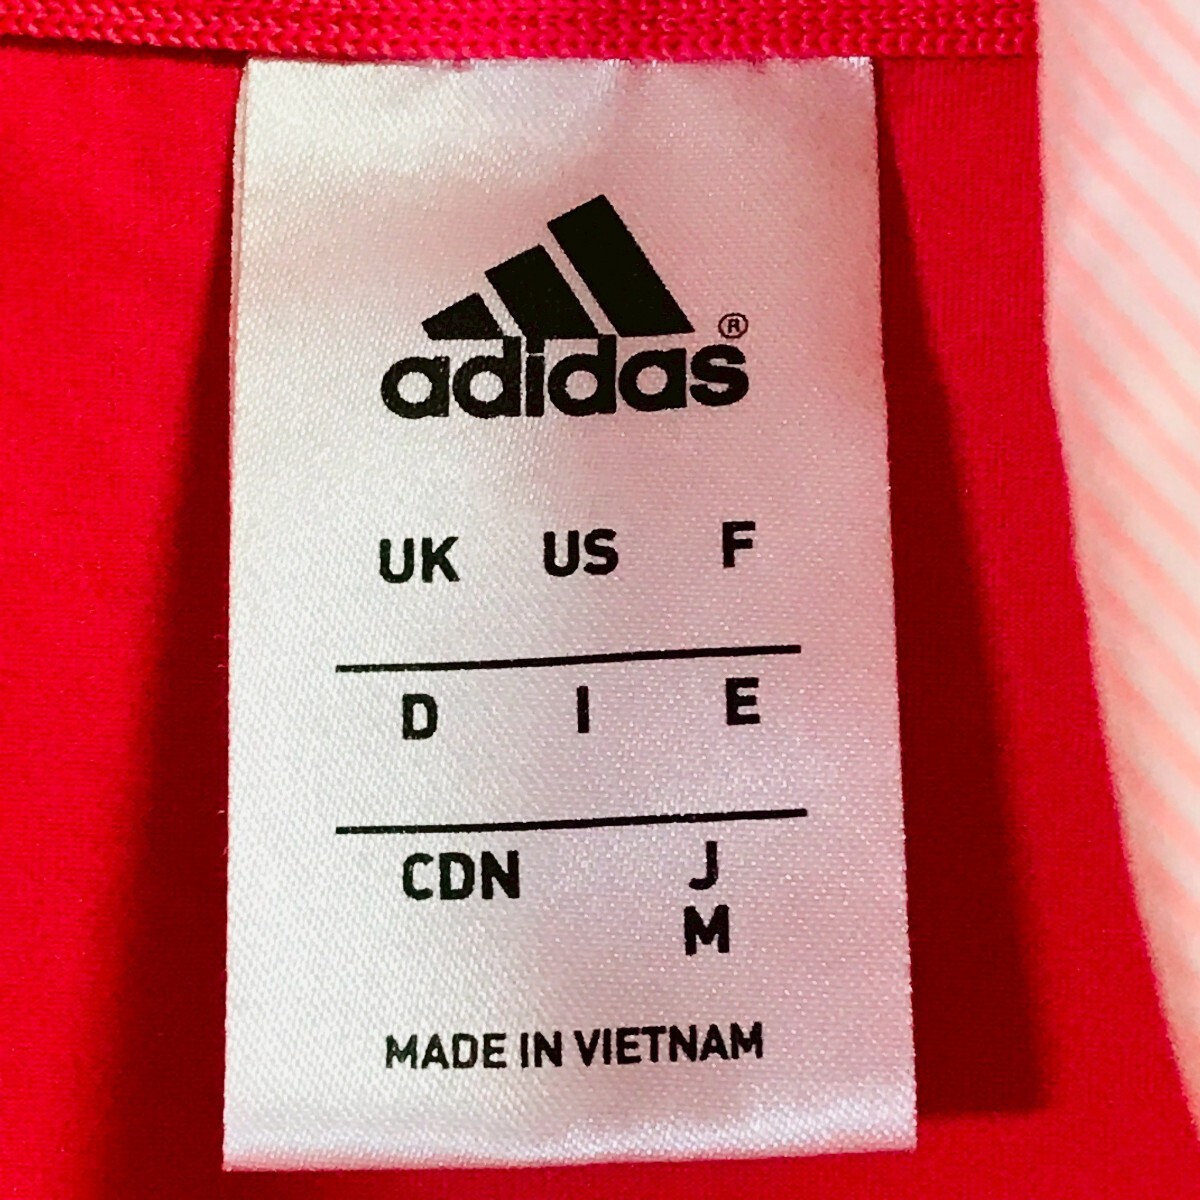 adidas®
UK US F
D I E
CDN J
M
MADE IN VIETNAM